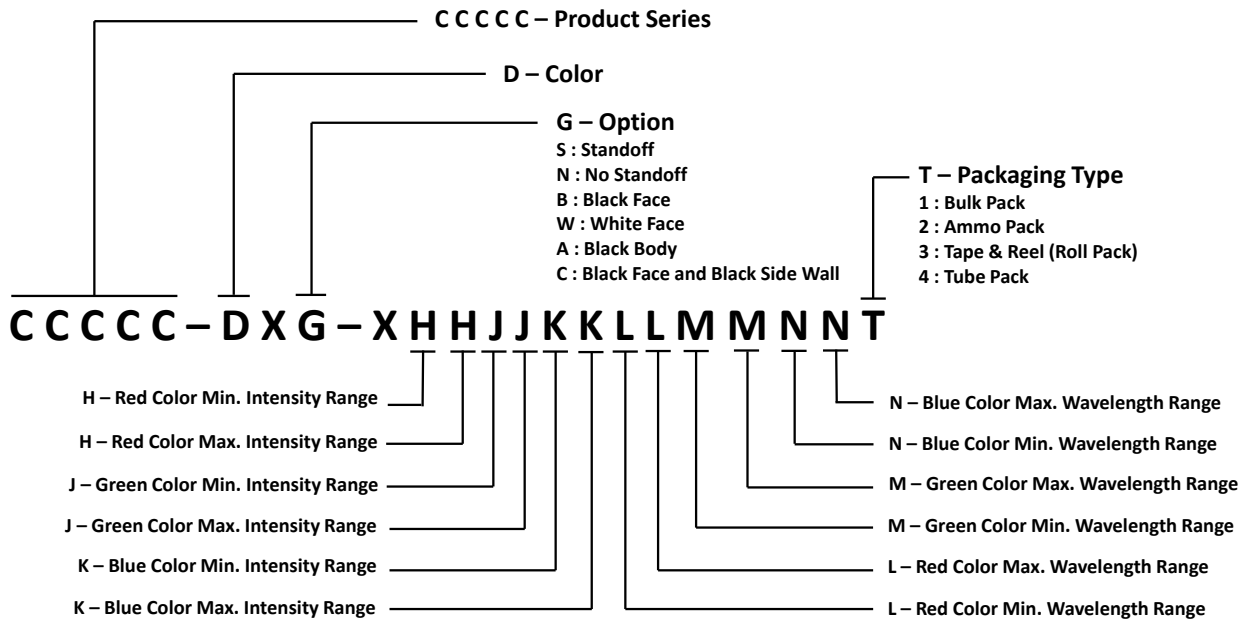 C C C C C – Product Series
D – Color
G – Option
S : Standoff
N : No Standoff
B : Black Face
W : White Face
A : Black Body
C : Black Face and Black Side Wall
T – Packaging Type
1 : Bulk Pack
2 : Ammo Pack
3 : Tape & Reel (Roll Pack)
4 : Tube Pack
C C C C C – D X G – X H H J J K K L L M M N N T
H – Red Color Min. Intensity Range
H – Red Color Max. Intensity Range
J – Green Color Min. Intensity Range
J – Green Color Max. Intensity Range
K – Blue Color Min. Intensity Range
K – Blue Color Max. Intensity Range
N – Blue Color Max. Wavelength Range
N – Blue Color Min. Wavelength Range
M – Green Color Max. Wavelength Range
M – Green Color Min. Wavelength Range
L – Red Color Max. Wavelength Range
L – Red Color Min. Wavelength Range